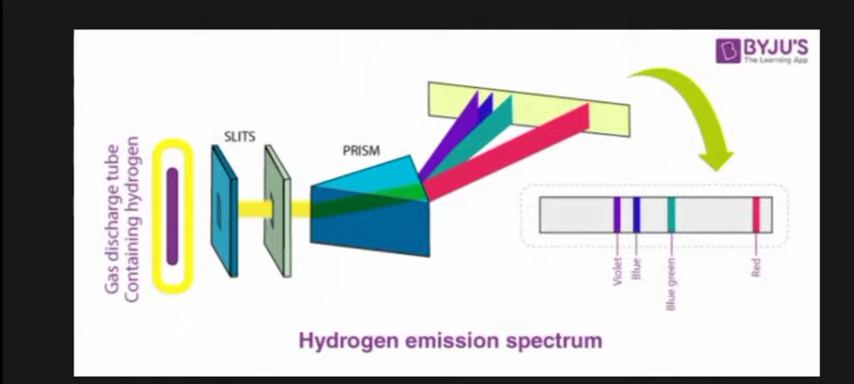 BYJU'S
The Learning App
SLITS
PRISM
Gas discharge tube
Containing hydrogen
Violet
Blue
Blue green
Red
Hydrogen emission spectrum